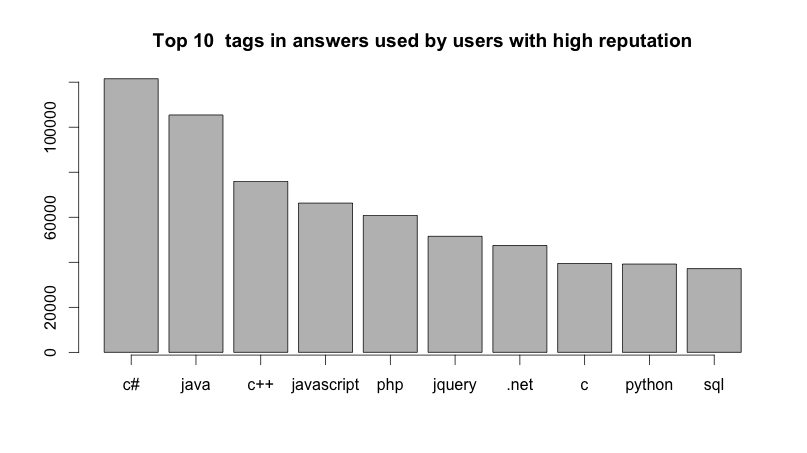 Top 10  tags in answers used by users with high reputation
100000
60000
20000
0
c# java c++ javascript php jquery .net c python sql